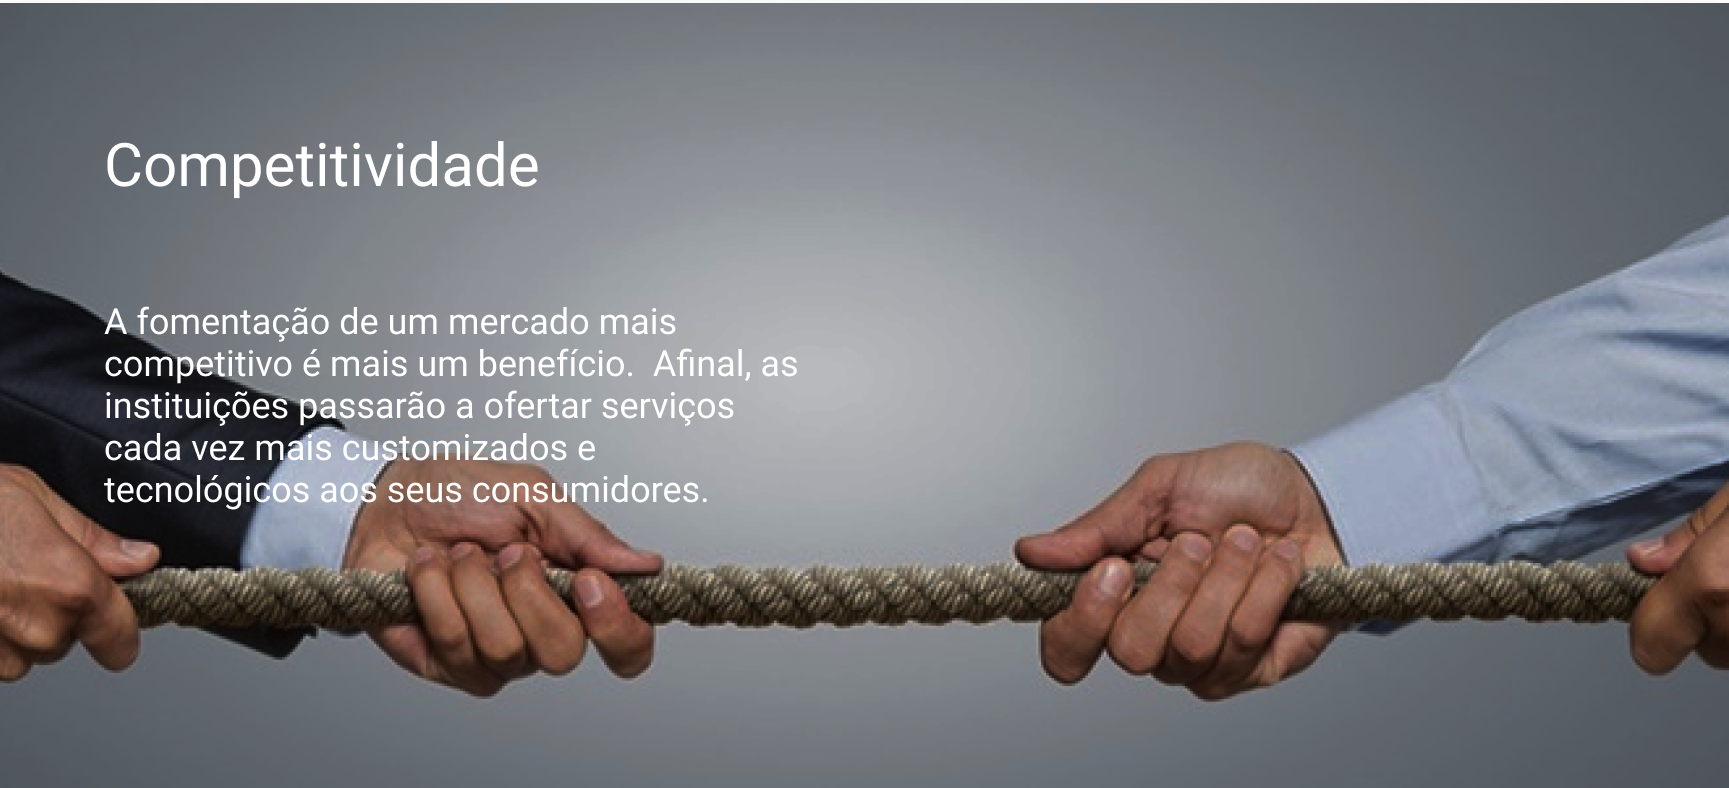 Competitividade
A fomentação de um mercado mais
competitivo é mais um benefício.  Afinal, as
instituições passarão a ofertar serviços
cada vez mais customizados e
tecnológicos aos seus consumidores.